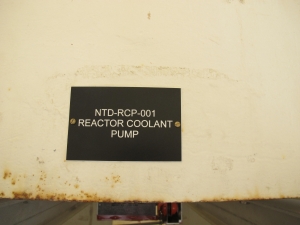 NTD-RCP-001
REACTOR COOLANT
PUMP